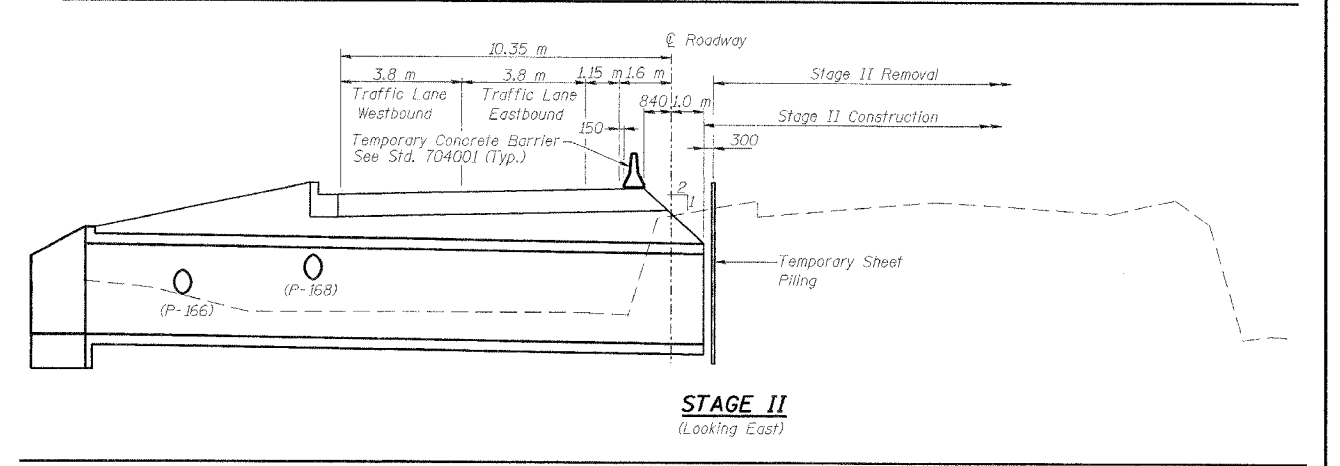 ℄ Roadway
10.35 m
3.8 m
3.8 m
1.15 m
1.6 m
Stage II Removal
Traffic Lane
Westbound
Traffic Lane
Eastbound
840
1.0 m
Stage II Construction
150
Temporary Concrete Barrier
See Std. 704001 (Typ.)
300
2
1
Temporary Sheet
Piling
(P-168)
(P-166)
STAGE II
(Looking East)